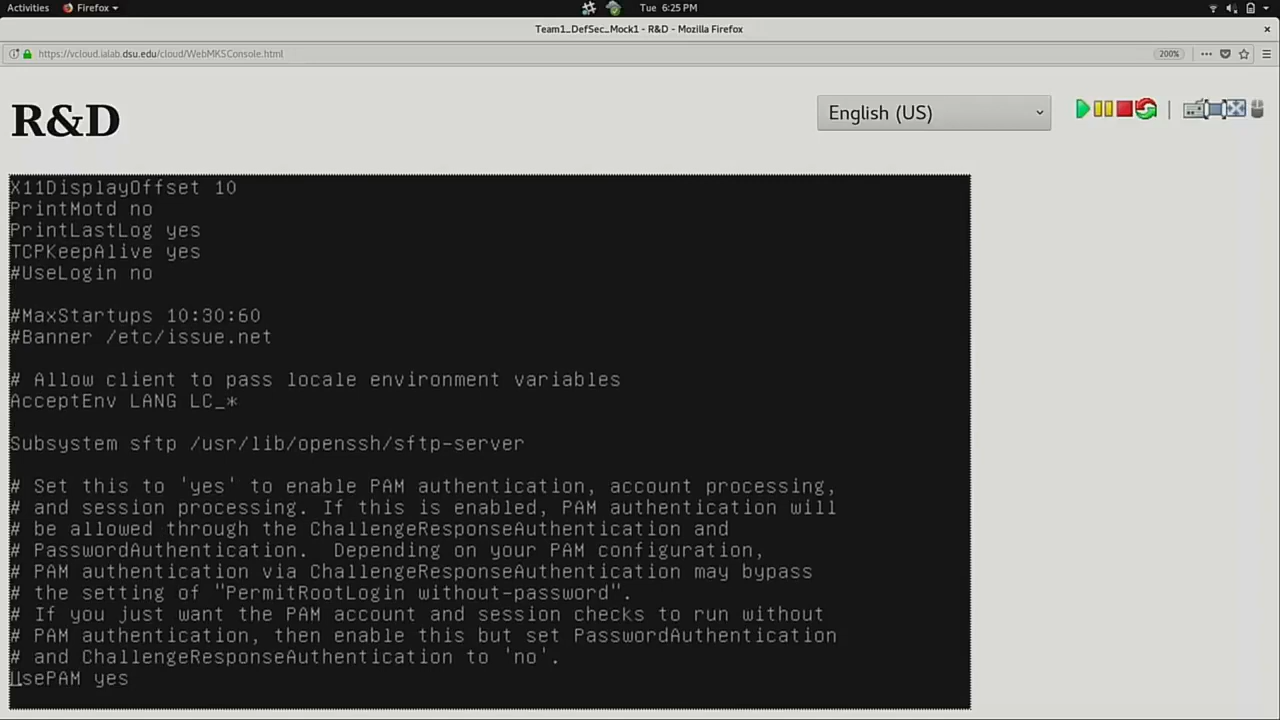 Activities Firefox Tue 6:25 PM
Team1_DefSec_Mock1 - R&D - Mozilla Firefox
https://vcloud.ialab.dsu.edu/cloud/WebMKSConsole.html 200%
R&D
English (US)
X11DisplayOffset 10
PrintMotd no
PrintLastLog yes
TCPKeepAlive yes
#UseLogin no
#MaxStartups 10:30:60
#Banner /etc/issue.net
# Allow client to pass locale environment variables
AcceptEnv LANG LC_*
Subsystem sftp /usr/lib/openssh/sftp-server
# Set this to 'yes' to enable PAM authentication, account processing,
# and session processing. If this is enabled, PAM authentication will
# be allowed through the ChallengeResponseAuthentication and
# PasswordAuthentication.  Depending on your PAM configuration,
# PAM authentication via ChallengeResponseAuthentication may bypass
# the setting of "PermitRootLogin without-password".
# If you just want the PAM account and session checks to run without
# PAM authentication, then enable this but set PasswordAuthentication
# and ChallengeResponseAuthentication to 'no'.
UsePAM yes